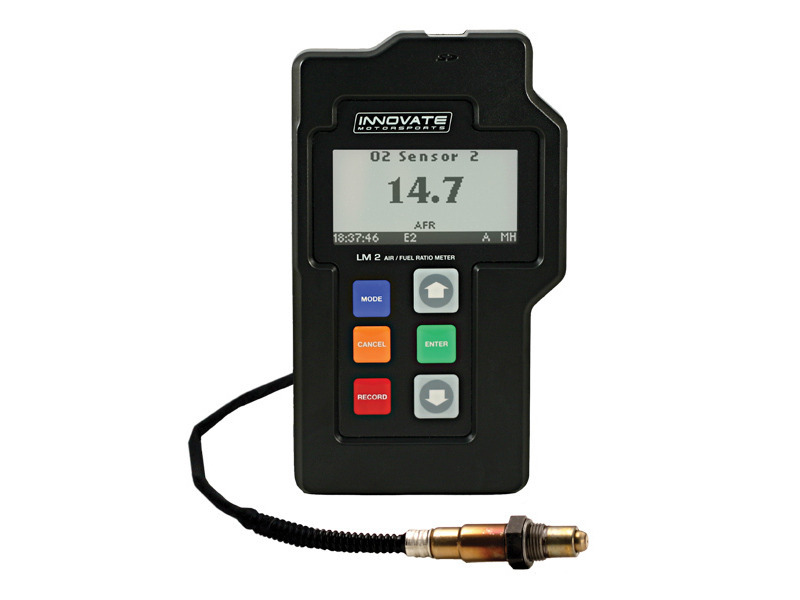 INNOVATE
MOTORSPORTS
O2 Sensor 2
14.7
AFR
18:37:46 E2 A MH
LM 2 AIR / FUEL RATIO METER
MODE
CANCEL ENTER
RECORD